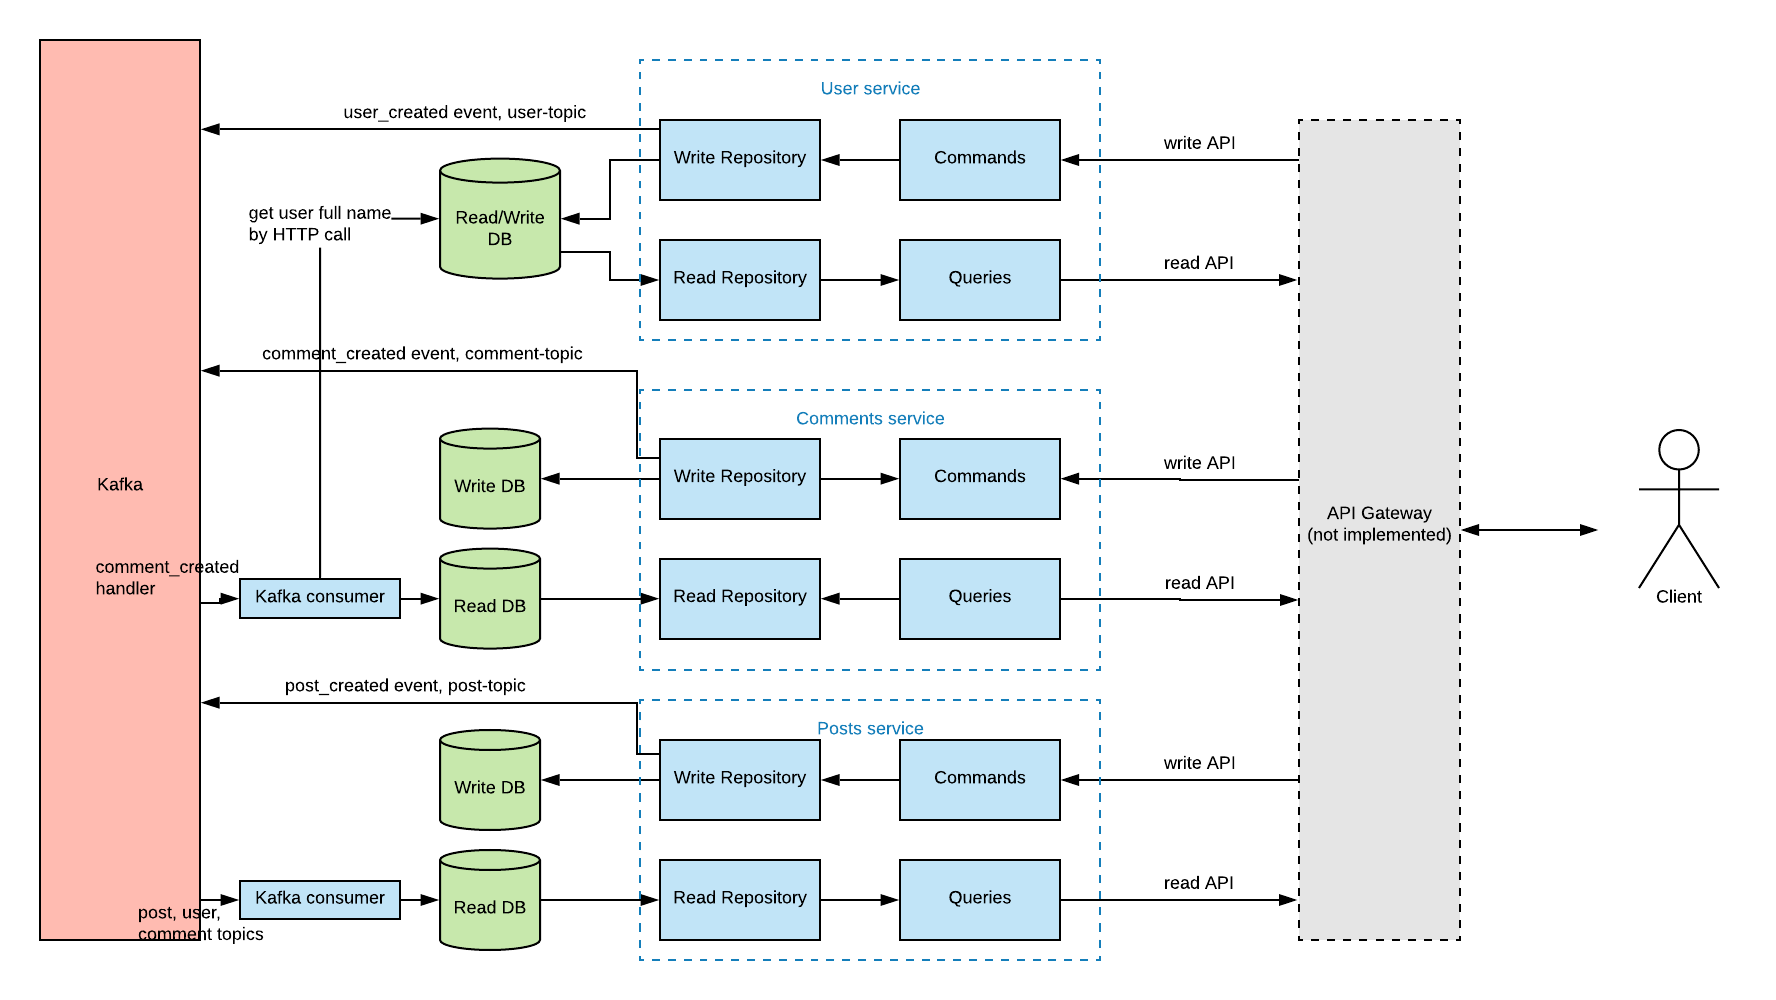 User service
user_created event, user-topic
Write Repository
Commands
write API
get user full name
by HTTP call
Read/Write
DB
Read Repository
Queries
read API
comment_created event, comment-topic
Comments service
Write DB
Write Repository
Commands
write API
Kafka
API Gateway
(not implemented)
comment_created
handler
Kafka consumer
Read DB
Read Repository
Queries
read API
Client
post_created event, post-topic
Posts service
Write DB
Write Repository
Commands
write API
Kafka consumer
Read DB
Read Repository
Queries
read API
post, user,
comment topics